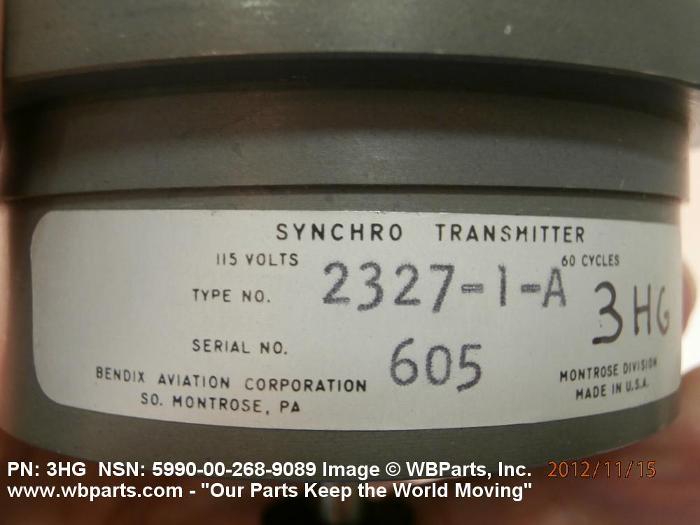 SYNCHRO TRANSMITTER
115 VOLTS 60 CYCLES
TYPE NO. 2327-1-A 3HG
SERIAL NO. 605
BENDIX AVIATION CORPORATION MONTROSE DIVISION
SO. MONTROSE, PA MADE IN U.S.A.
PN: 3HG NSN: 5990-00-268-9089 Image © WBParts, Inc. 2012/11/15
www.wbparts.com - "Our Parts Keep the World Moving"